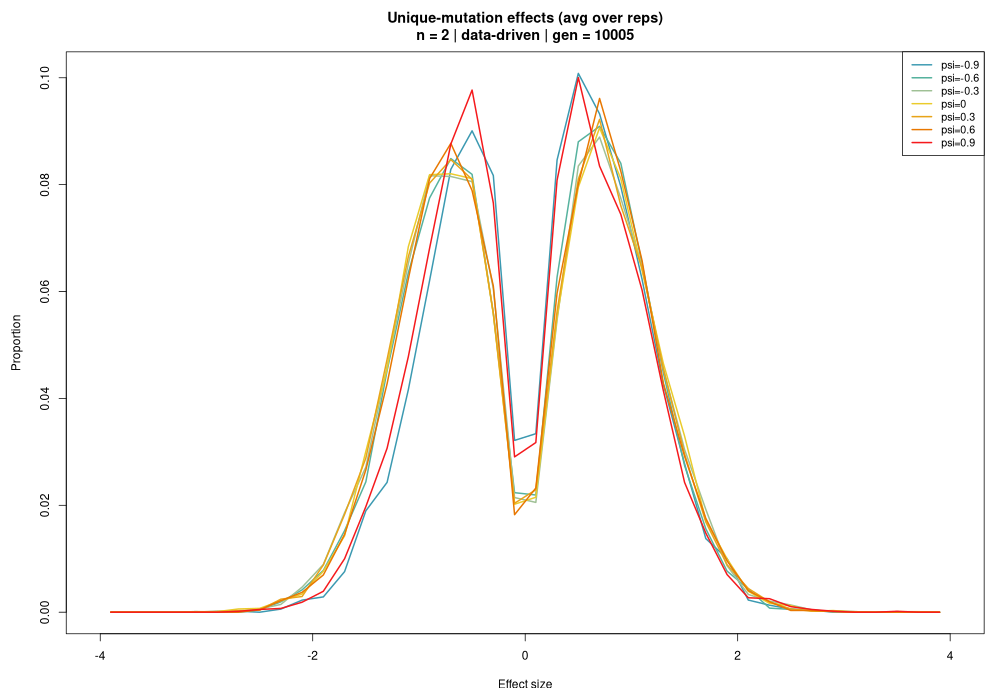 Unique-mutation effects (avg over reps)
n = 2 | data-driven | gen = 10005
psi=-0.9
psi=-0.6
psi=-0.3
psi=0
psi=0.3
psi=0.6
psi=0.9
Proportion
0.10
0.08
0.06
0.04
0.02
0.00
-4 -2 0 2 4
Effect size